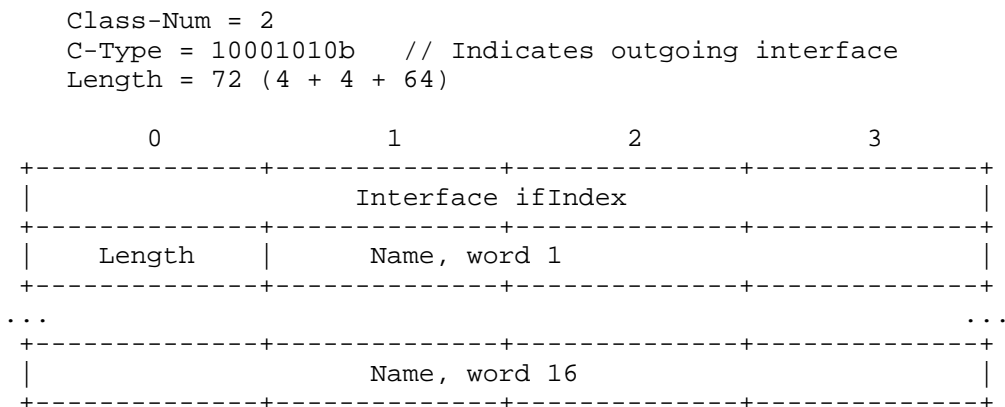 Class-Num = 2
C-Type = 10001010b   // Indicates outgoing interface
Length = 72 (4 + 4 + 64)
0 1 2 3
+--------------+--------------+--------------+--------------+
| Interface ifIndex |
+--------------+--------------+--------------+--------------+
| Length | Name, word 1 |
+--------------+--------------+--------------+--------------+
... ...
+--------------+--------------+--------------+--------------+
| Name, word 16 |
+--------------+--------------+--------------+--------------+